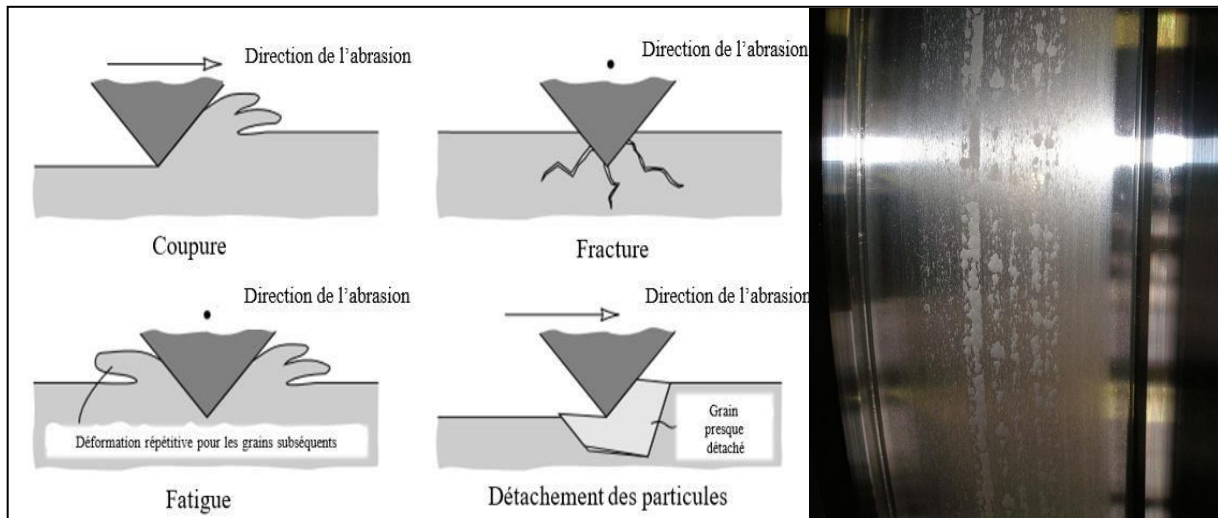 Direction de l'abrasion
Direction de l'abrasion
Coupure
Fracture
Direction de l'abrasion
Direction de l'abrasion
Déformation répétitive pour les grains subséquents
Grain
presque
détaché
Fatigue
Détachement des particules